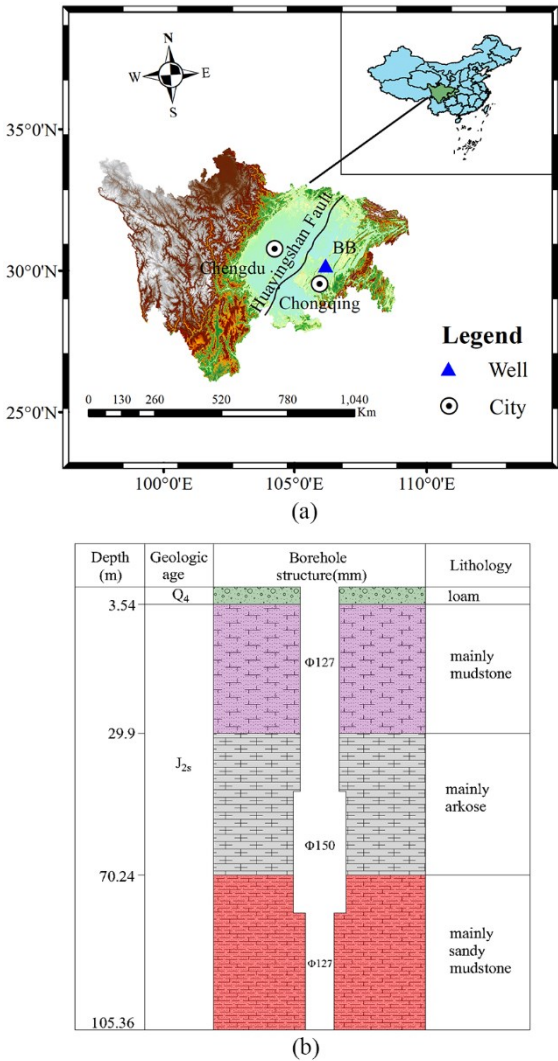 N
W
E
S
35°0'N
30°0'N
25°0'N
Huayingshan Fault
BB
Chengdu
Chongqing
Legend
Well
City
0 130 260 520 780 1,040
Km
100°0'E 105°0'E 110°0'E
(a)
Depth
(m)
Geologic
age
Borehole
structure(mm)
Lithology
Q4
loam
3.54
Φ127
mainly
mudstone
29.9
J2s
mainly
arkose
Φ150
70.24
Φ127
mainly
sandy
mudstone
105.36
(b)